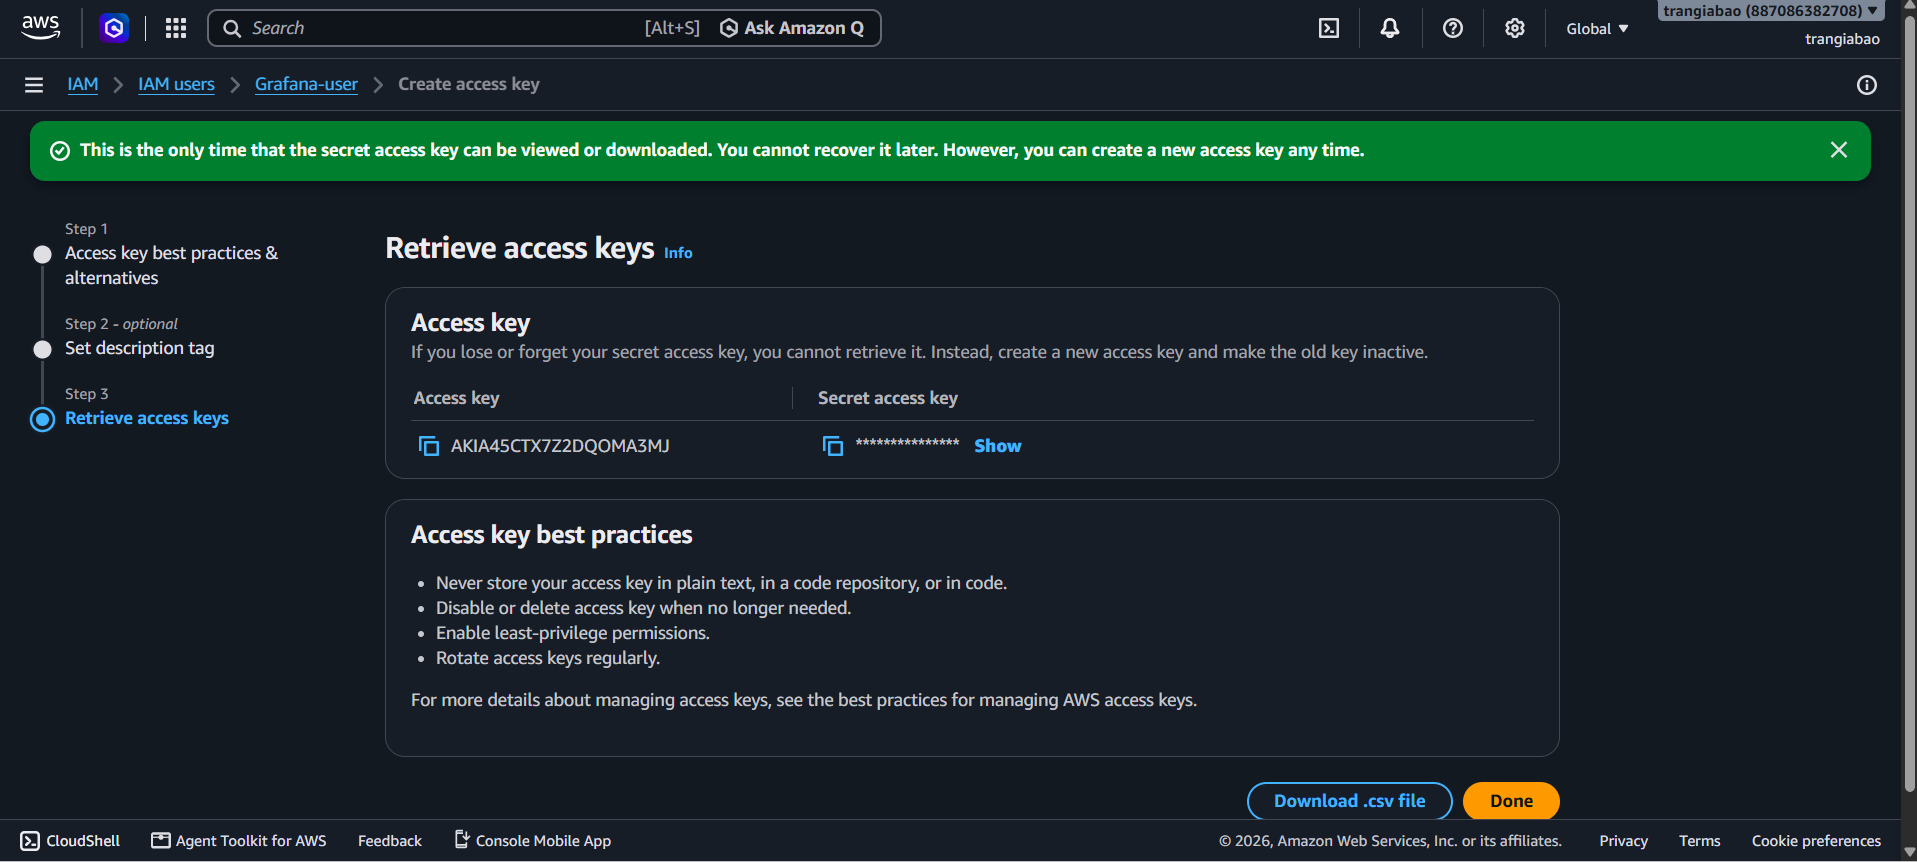 aws
Search
[Alt+S]
Ask Amazon Q
Global
trangiabao (887086382708)
trangiabao
IAM
IAM users
Grafana-user
Create access key
This is the only time that the secret access key can be viewed or downloaded. You cannot recover it later. However, you can create a new access key any time.
Step 1
Access key best practices &
alternatives
Step 2 - optional
Set description tag
Step 3
Retrieve access keys
Retrieve access keys Info
Access key
If you lose or forget your secret access key, you cannot retrieve it. Instead, create a new access key and make the old key inactive.
Access key
Secret access key
AKIA45CTX7Z2DQOMA3MJ
*************** Show
Access key best practices
• Never store your access key in plain text, in a code repository, or in code.
• Disable or delete access key when no longer needed.
• Enable least-privilege permissions.
• Rotate access keys regularly.
For more details about managing access keys, see the best practices for managing AWS access keys.
Download .csv file
Done
CloudShell
Agent Toolkit for AWS
Feedback
Console Mobile App
© 2026, Amazon Web Services, Inc. or its affiliates.
Privacy
Terms
Cookie preferences